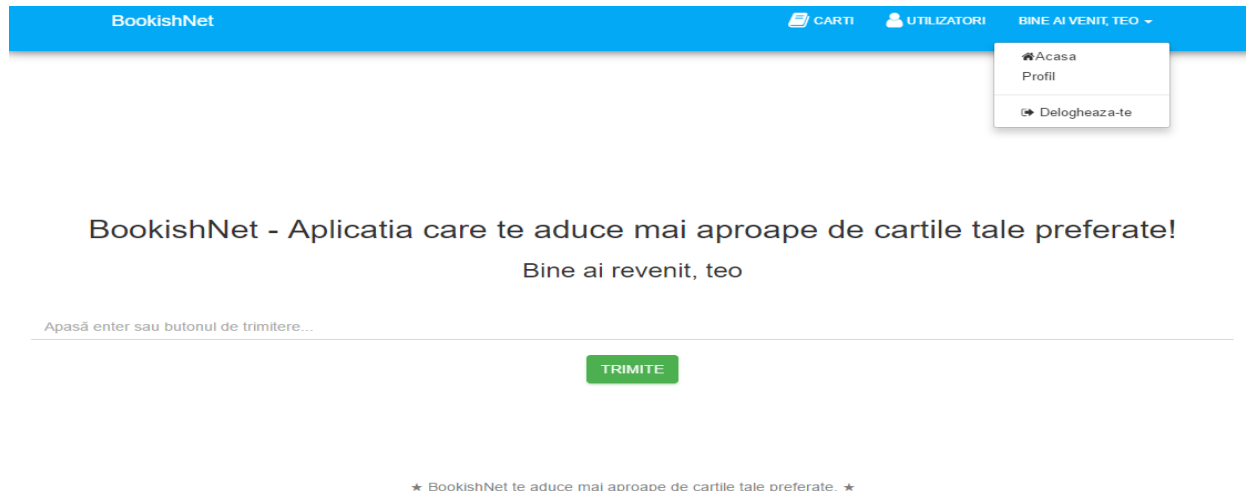 BookishNet CARTI UTILIZATORI BINE AI VENIT, TEO
Acasa
Profil
Delogheaza-te
BookishNet - Aplicatia care te aduce mai aproape de cartile tale preferate!
Bine ai revenit, teo
Apasă enter sau butonul de trimitere...
TRIMITE
★ BookishNet te aduce mai aproape de cartile tale preferate. ★